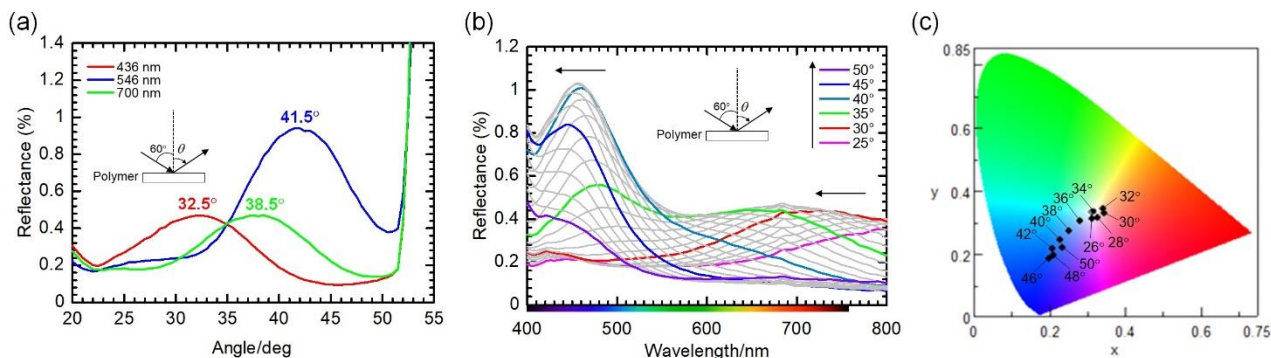 (a)
1.4
1.2
1
0.8
0.6
0.4
0.2
0
Reflectance (%)
436 nm
546 nm
700 nm
60° θ
Polymer
32.5°
38.5°
41.5°
20 25 30 35 40 45 50 55
Angle/deg
(b)
1.2
1.0
0.8
0.6
0.4
0.2
0
Reflectance (%)
60° θ
Polymer
50°
45°
40°
35°
30°
25°
400 500 600 700 800
Wavelength/nm
(c)
0.85
0.6
0.4
0.2
0
y
34° 32°
36°
38°
40° 30°
42° 28°
26°
50°
46° 48°
0 0.2 0.4 0.6 0.75
x